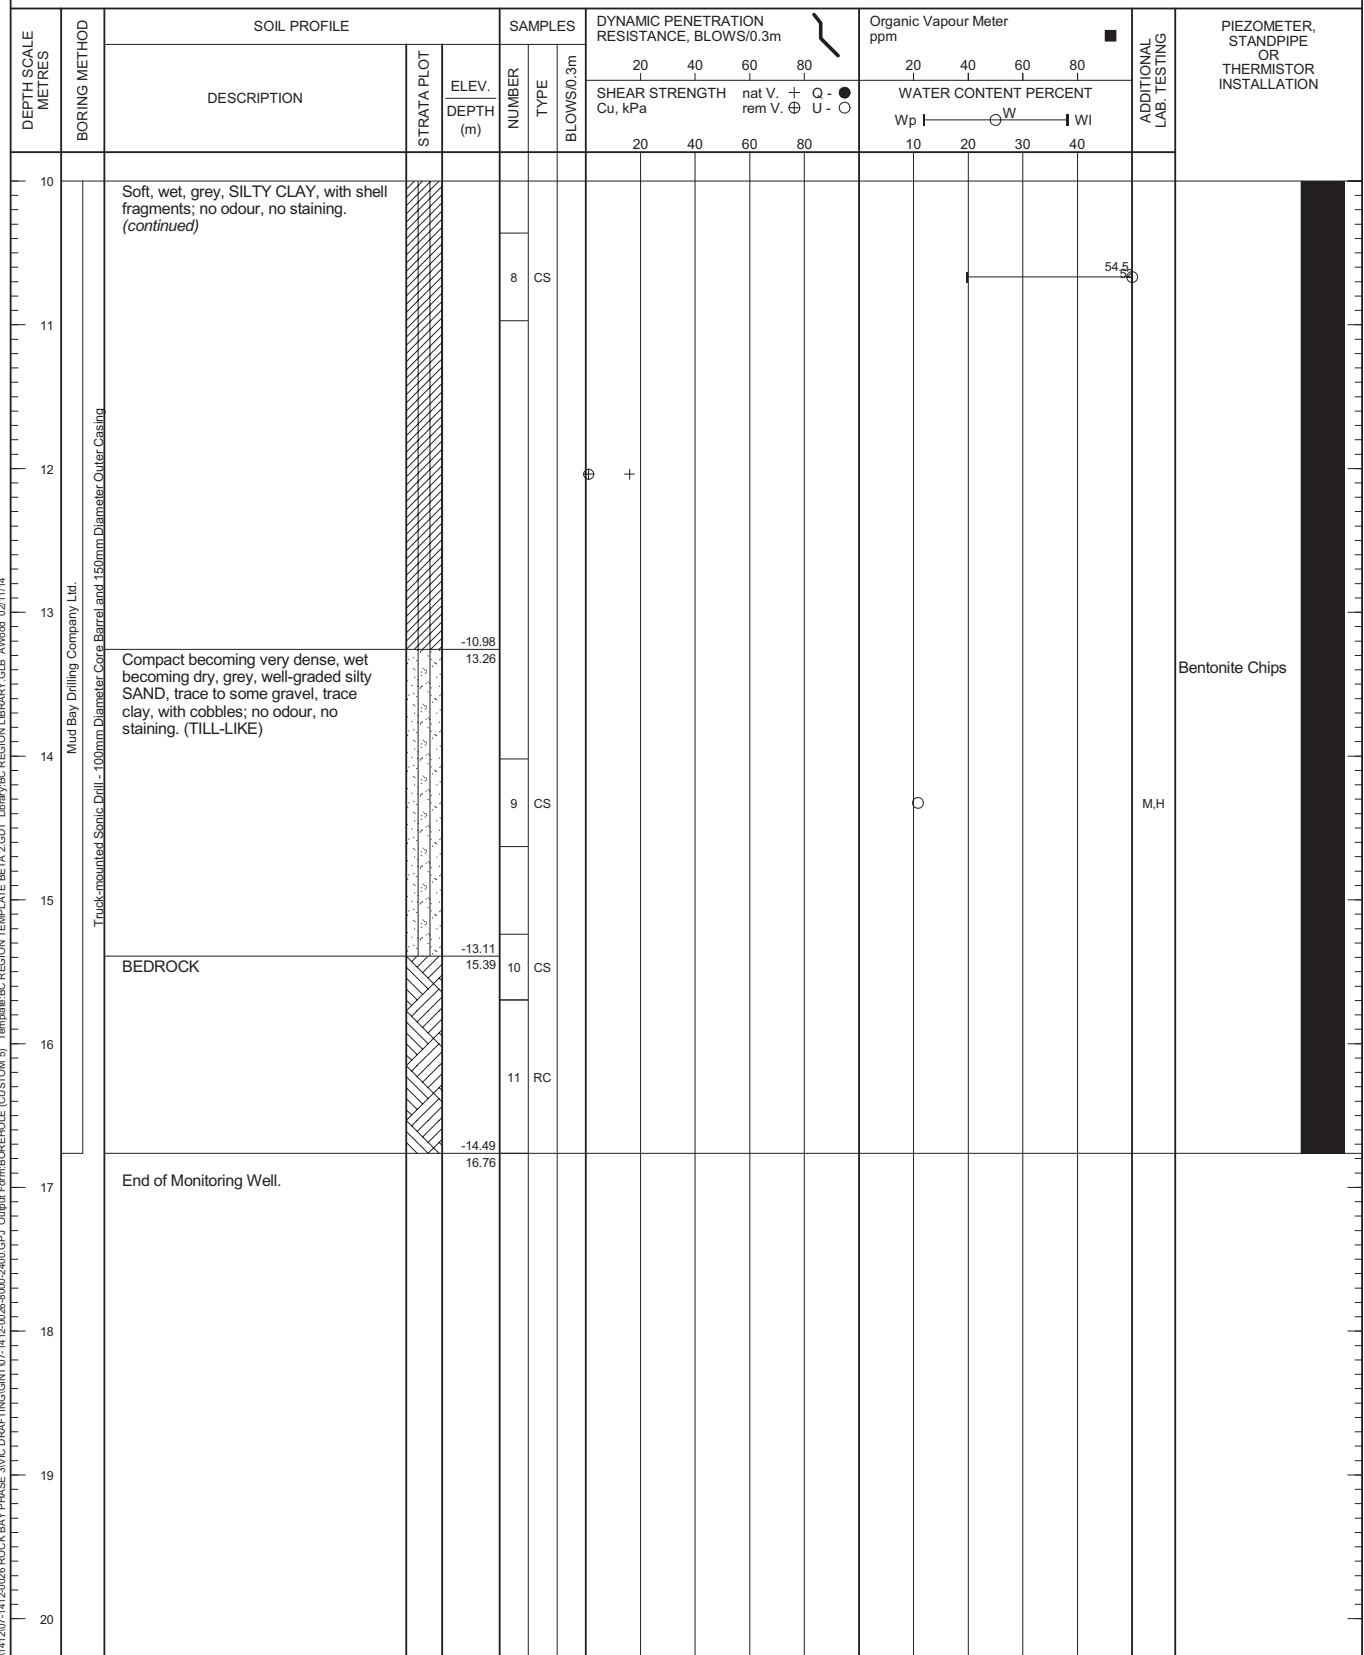 DEPTH SCALE
METRES
BORING METHOD
SOIL PROFILE
DESCRIPTION
STRATA PLOT
ELEV.
DEPTH
(m)
SAMPLES
NUMBER
TYPE
BLOWS/0.3m
DYNAMIC PENETRATION
RESISTANCE, BLOWS/0.3m
20 40 60 80
SHEAR STRENGTH nat V. + Q - ●
Cu, kPa rem V. ⊕ U - ○
20 40 60 80
Organic Vapour Meter
ppm ■
20 40 60 80
WATER CONTENT PERCENT
Wp W Wl
10 20 30 40
ADDITIONAL
LAB. TESTING
PIEZOMETER,
STANDPIPE
OR
THERMISTOR
INSTALLATION
10
Soft, wet, grey, SILTY CLAY, with shell
fragments; no odour, no staining.
(continued)
8 CS
54.5
11
12
Mud Bay Drilling Company Ltd.
Truck-mounted Sonic Drill - 100mm Diameter Core Barrel and 150mm Diameter Outer Casing
13
-10.98
13.26
Compact becoming very dense, wet
becoming dry, grey, well-graded silty
SAND, trace to some gravel, trace
clay, with cobbles; no odour, no
staining. (TILL-LIKE)
Bentonite Chips
14
9 CS
M,H
15
-13.11
BEDROCK
15.39
10 CS
16
11 RC
-14.49
16.76
End of Monitoring Well.
17
18
19
20